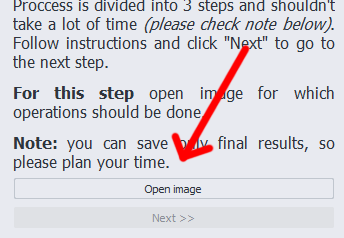 Proccess is divided into 3 steps and shouldn't
take a lot of time (please check note below).
Follow instructions and click "Next" to go to
the next step.
For this step open image for which
operations should be done.
Note: you can save only final results, so
please plan your time.
Open image
Next >>